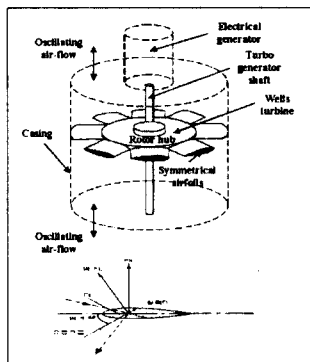 Electrical
generator
Oscillating
air-flow
Turbo
generator
shaft
Wells
turbine
Casing
Rotor hub
Symmetrical
airfoils
Oscillating
air-flow